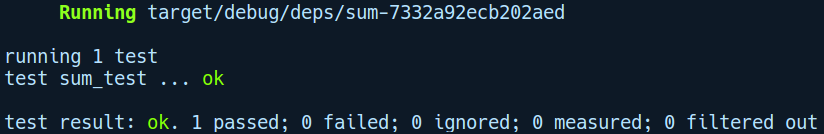 Running target/debug/deps/sum-7332a92ecb202aed
running 1 test
test sum_test ... ok
test result: ok. 1 passed; 0 failed; 0 ignored; 0 measured; 0 filtered out